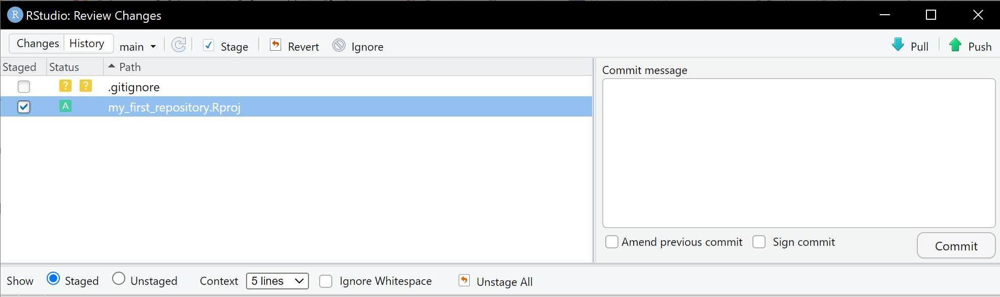 R RStudio: Review Changes
Changes History main Stage Revert Ignore Pull Push
Staged Status Path
Commit message
? ? .gitignore
A my_first_repository.Rproj
Amend previous commit Sign commit Commit
Show Staged Unstaged Context 5 lines Ignore Whitespace Unstage All